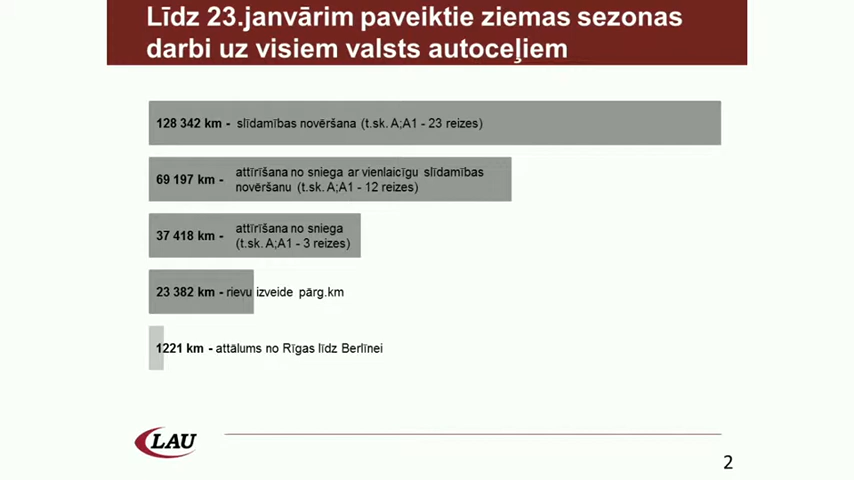 Līdz 23.janvārim paveiktie ziemas sezonas
darbi uz visiem valsts autoceļiem
128 342 km - slīdamības novēršana (t.sk. A;A1 - 23 reizes)
69 197 km - attīrīšana no sniega ar vienlaicīgu slīdamības
novēršanu (t.sk. A;A1 - 12 reizes)
37 418 km - attīrīšana no sniega
(t.sk. A;A1 - 3 reizes)
23 382 km - rievu izveide pārg.km
1221 km - attālums no Rīgas līdz Berlīnei
LAU
2